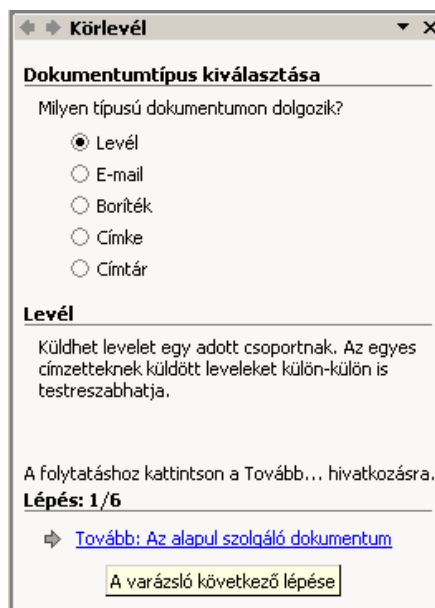 Körlevél
Dokumentumtípus kiválasztása
Milyen típusú dokumentumon dolgozik?
Levél
E-mail
Boríték
Címke
Címtár
Levél
Küldhet levelet egy adott csoportnak. Az egyes
címzetteknek küldött leveleket külön-külön is
testreszabhatja.
A folytatáshoz kattintson a Tovább... hivatkozásra.
Lépés: 1/6
Tovább: Az alapul szolgáló dokumentum
A varázsló következő lépése